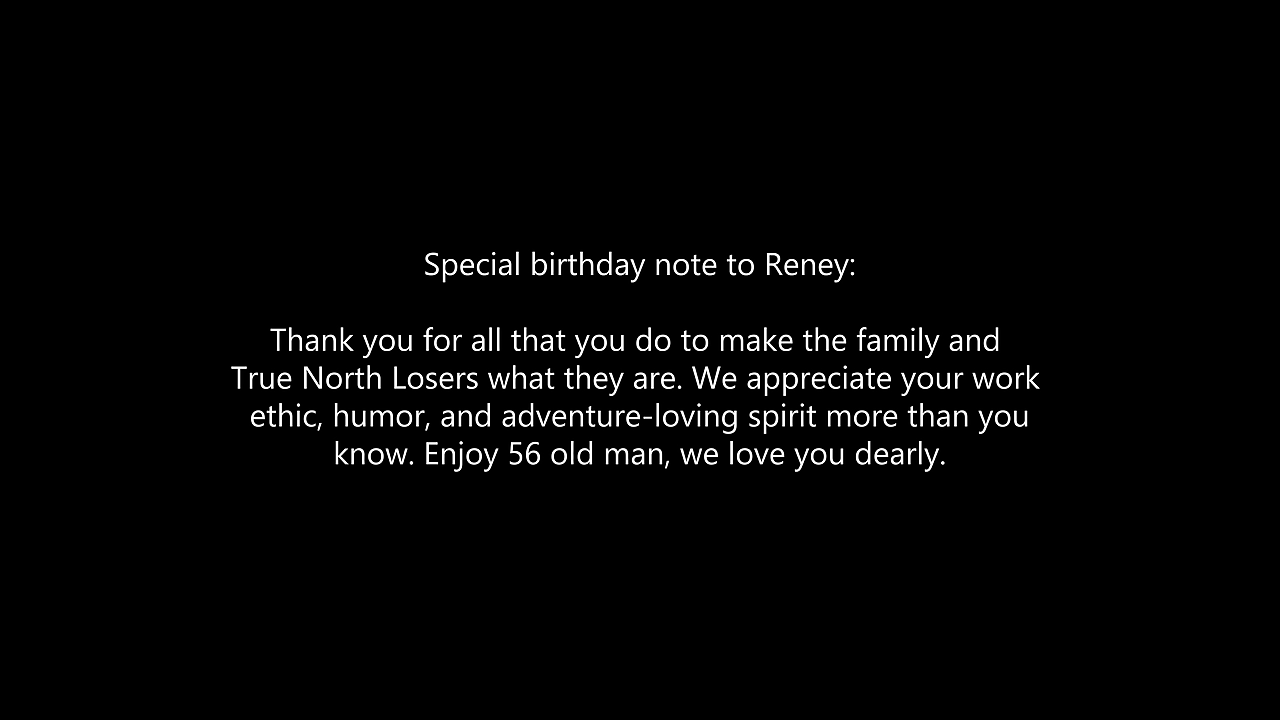 Special birthday note to Reney:
Thank you for all that you do to make the family and
True North Losers what they are. We appreciate your work
ethic, humor, and adventure-loving spirit more than you
know. Enjoy 56 old man, we love you dearly.